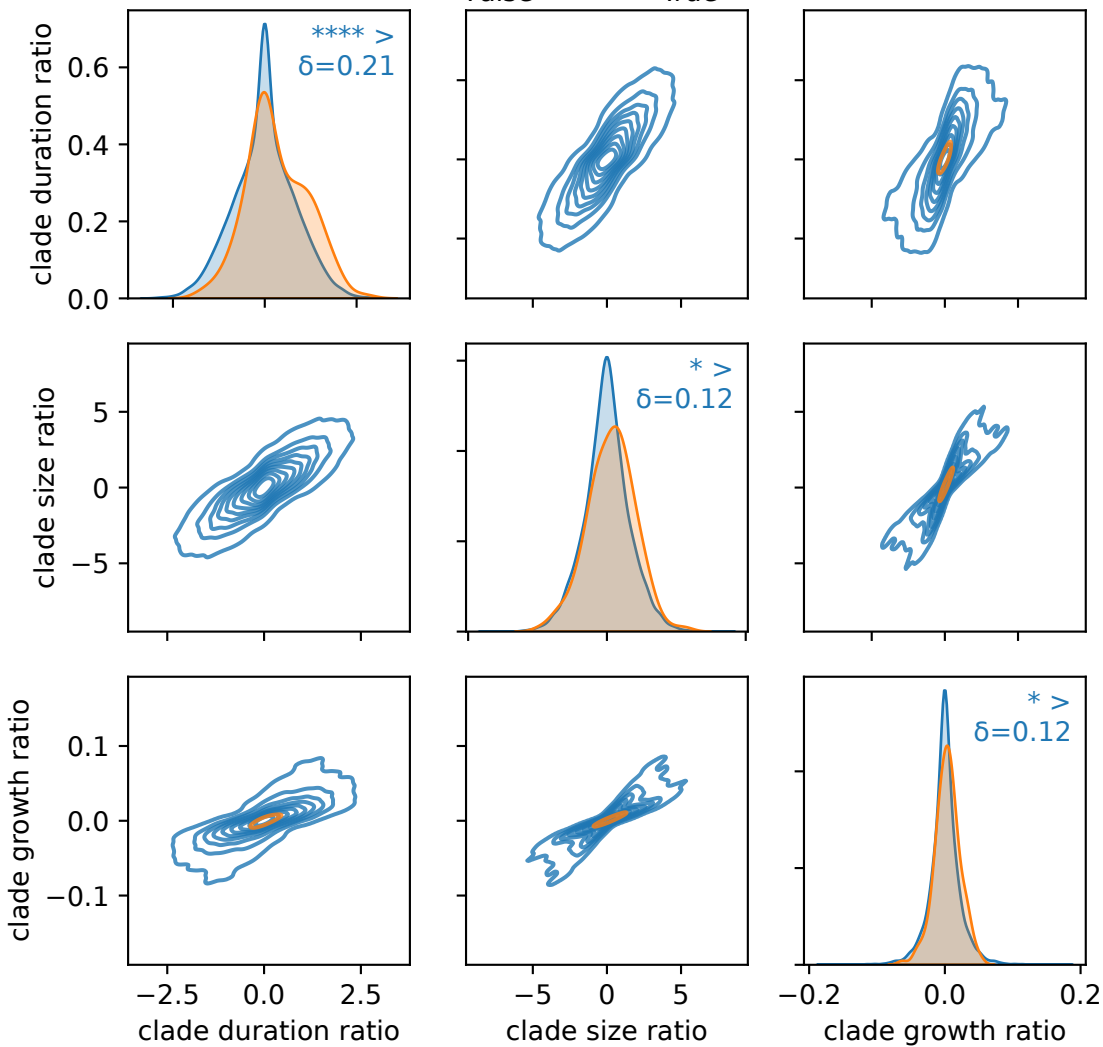 clade duration ratio
0.6
0.4
0.2
0.0
**** >
δ=0.21
clade size ratio
5
0
−5
* >
δ=0.12
clade growth ratio
0.1
0.0
−0.1
* >
δ=0.12
−2.5 0.0 2.5
clade duration ratio
−5 0 5
clade size ratio
−0.2 0.0 0.2
clade growth ratio